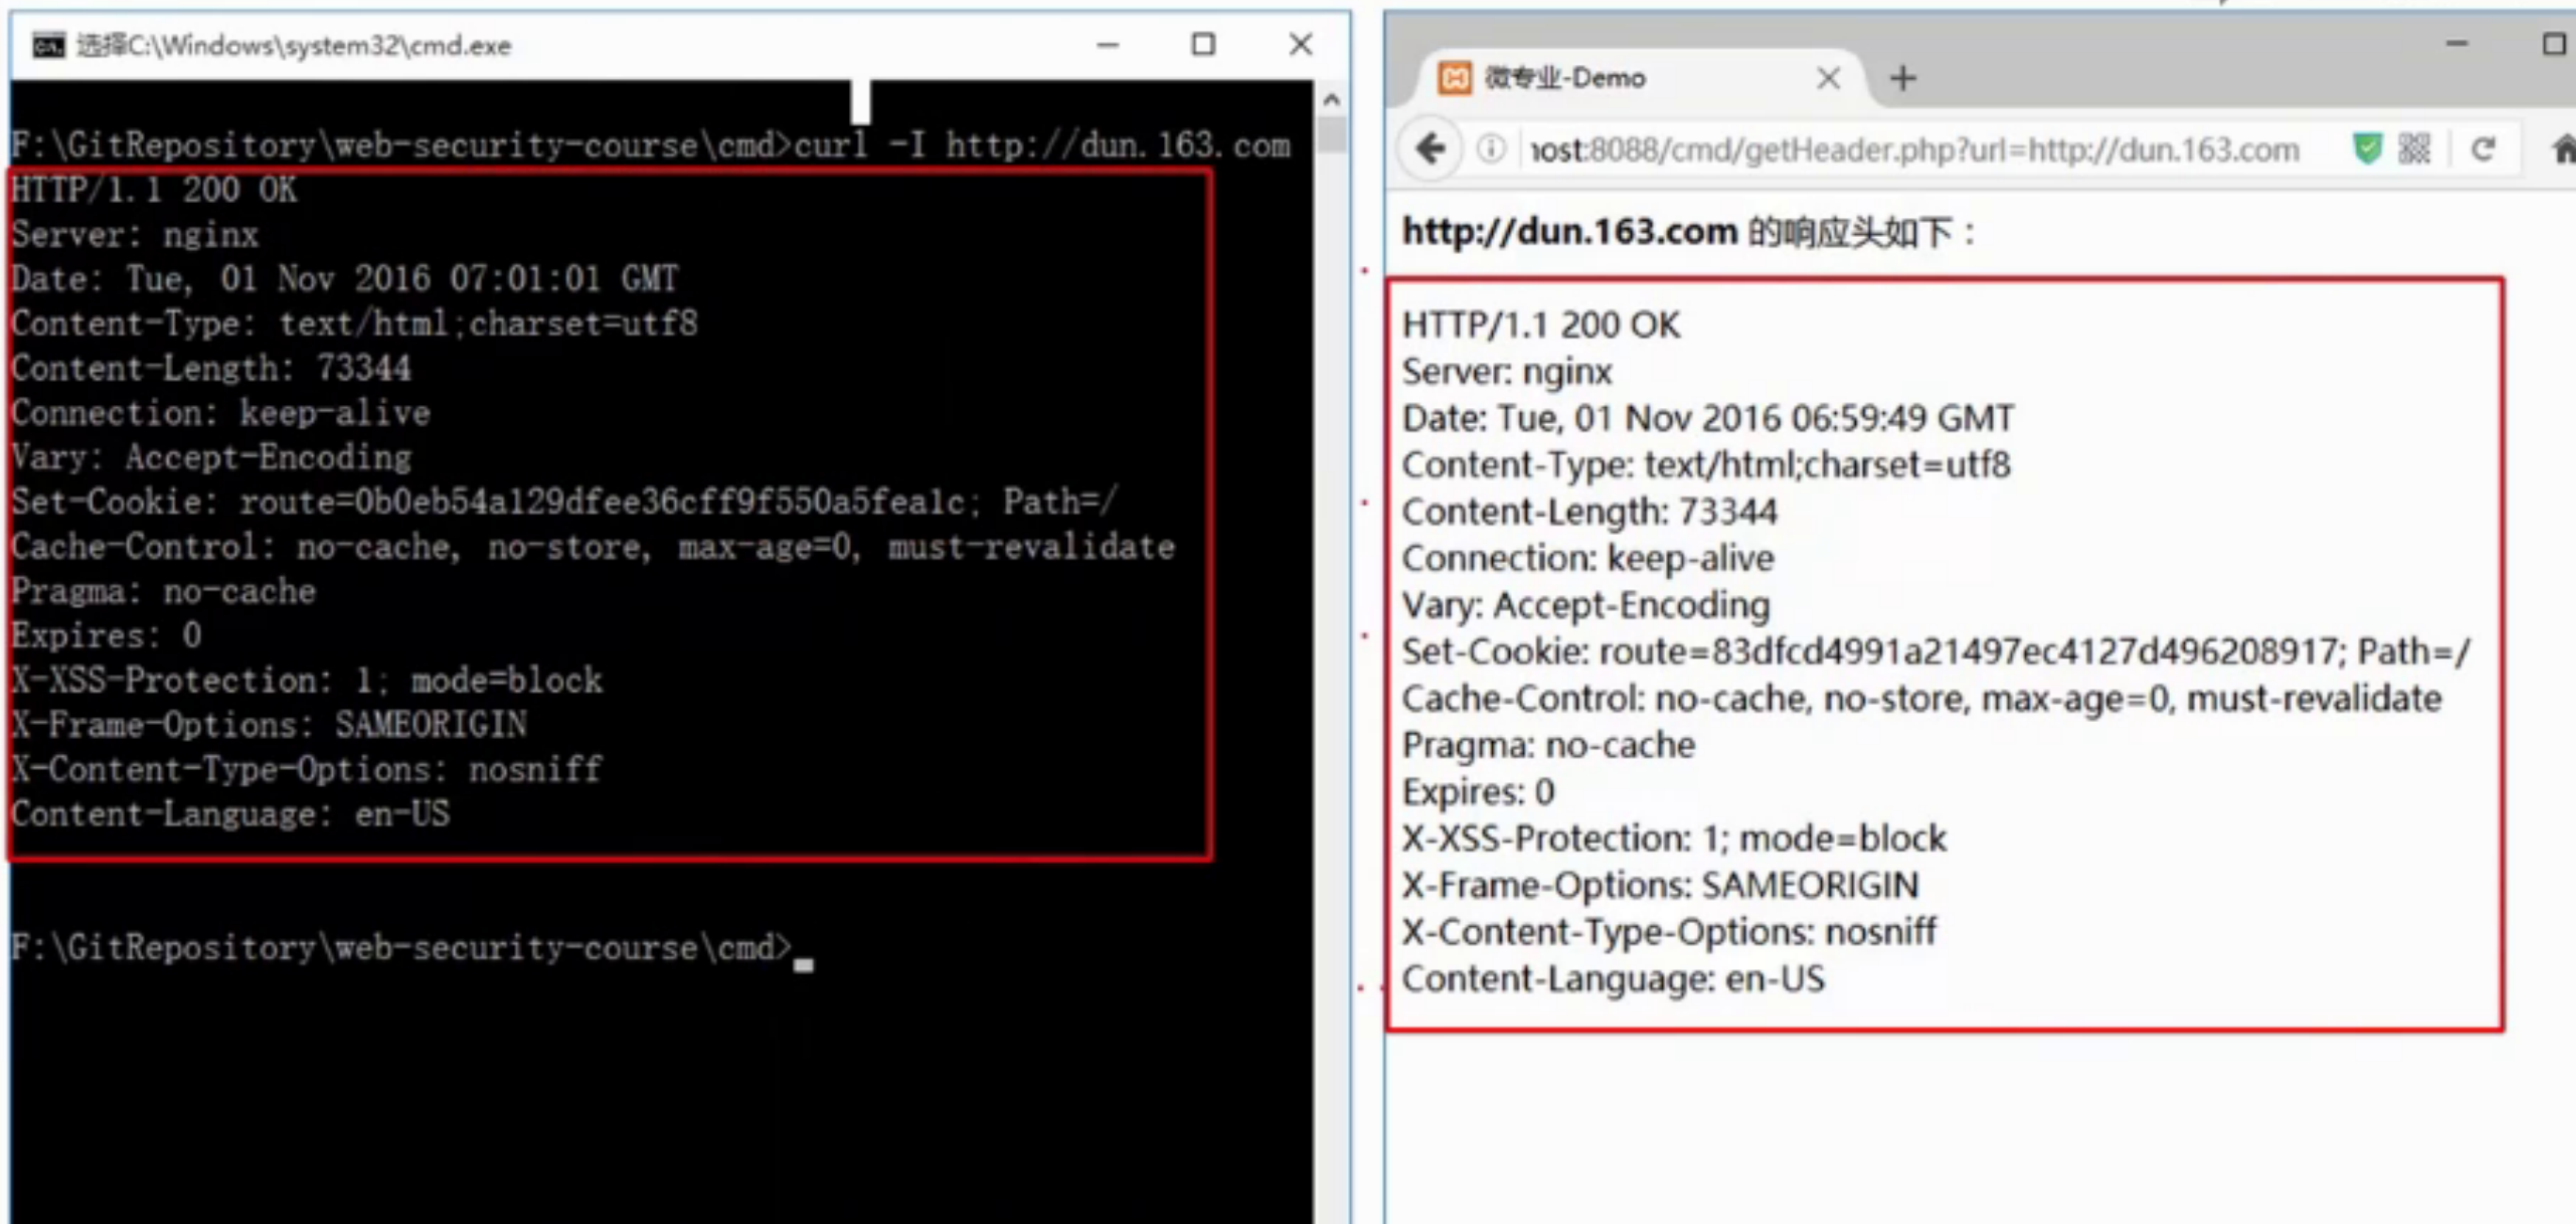 选择C:\Windows\system32\cmd.exe
F:\GitRepository\web-security-course\cmd>curl -I http://dun.163.com
HTTP/1.1 200 OK
Server: nginx
Date: Tue, 01 Nov 2016 07:01:01 GMT
Content-Type: text/html;charset=utf8
Content-Length: 73344
Connection: keep-alive
Vary: Accept-Encoding
Set-Cookie: route=0b0eb54a129dfee36cff9f550a5fea1c; Path=/
Cache-Control: no-cache, no-store, max-age=0, must-revalidate
Pragma: no-cache
Expires: 0
X-XSS-Protection: 1; mode=block
X-Frame-Options: SAMEORIGIN
X-Content-Type-Options: nosniff
Content-Language: en-US
F:\GitRepository\web-security-course\cmd>
微专业-Demo
host:8088/cmd/getHeader.php?url=http://dun.163.com
http://dun.163.com 的响应头如下：
HTTP/1.1 200 OK
Server: nginx
Date: Tue, 01 Nov 2016 06:59:49 GMT
Content-Type: text/html;charset=utf8
Content-Length: 73344
Connection: keep-alive
Vary: Accept-Encoding
Set-Cookie: route=83dfcd4991a21497ec4127d496208917; Path=/
Cache-Control: no-cache, no-store, max-age=0, must-revalidate
Pragma: no-cache
Expires: 0
X-XSS-Protection: 1; mode=block
X-Frame-Options: SAMEORIGIN
X-Content-Type-Options: nosniff
Content-Language: en-US